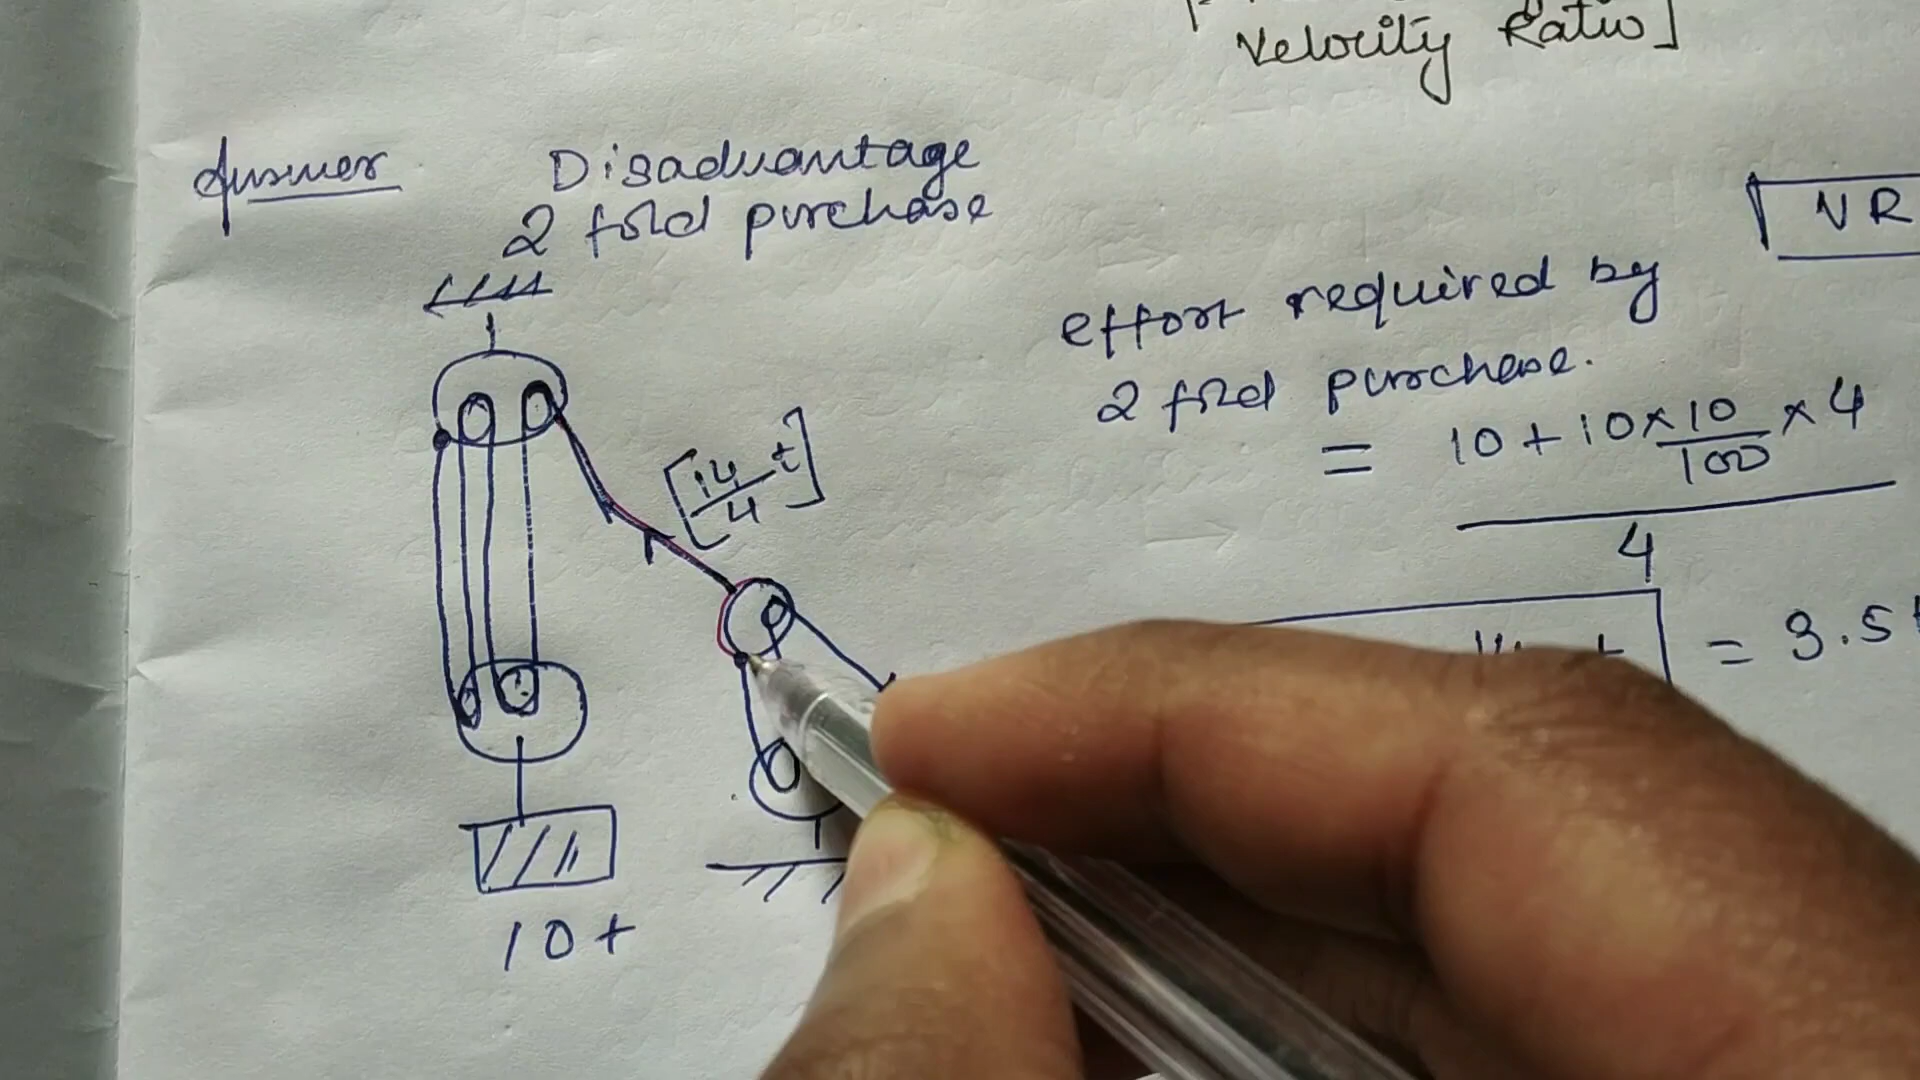 Velocity Ratio]
Answer
Disadvantage
2 fold purchase
VR
effort required by
2 fold purchase.
= 10 + 10 × 10/100 × 4
4
[14/4 t]
= 3.5t
10t